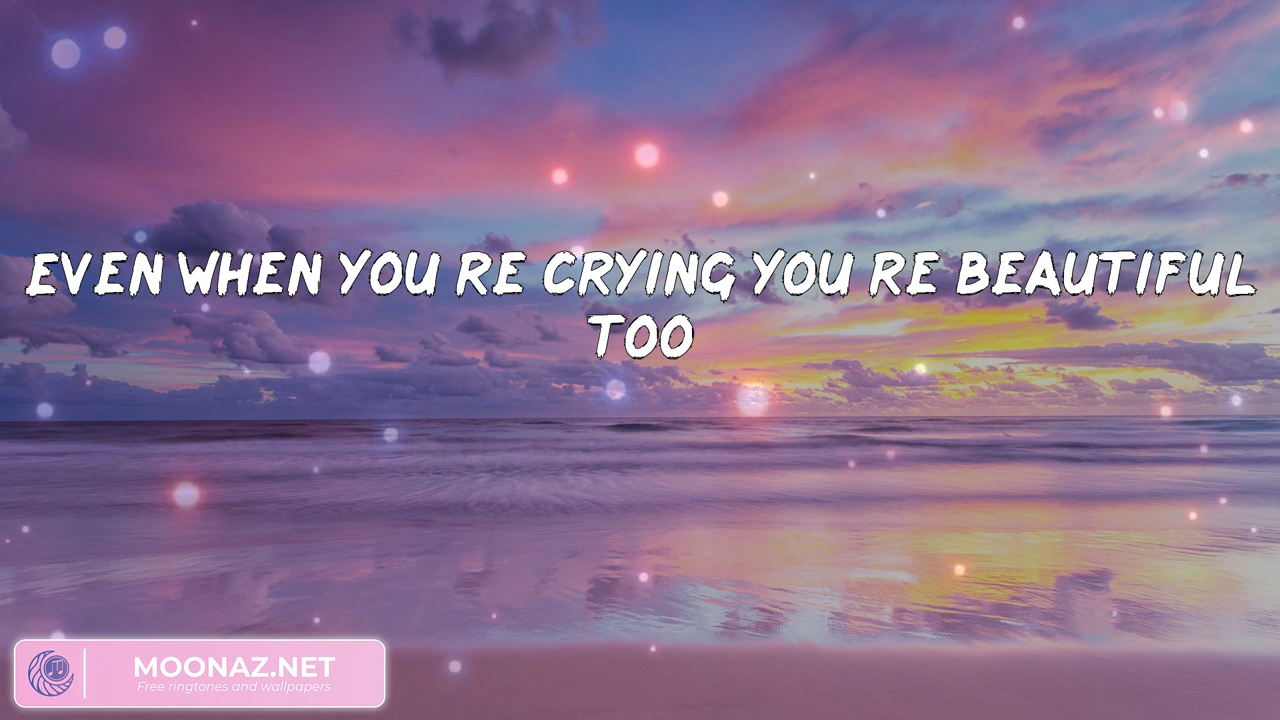 EVEN WHEN YOU RE CRYING YOU RE BEAUTIFUL
TOO
MOONAZ.NET
Free ringtones and wallpapers